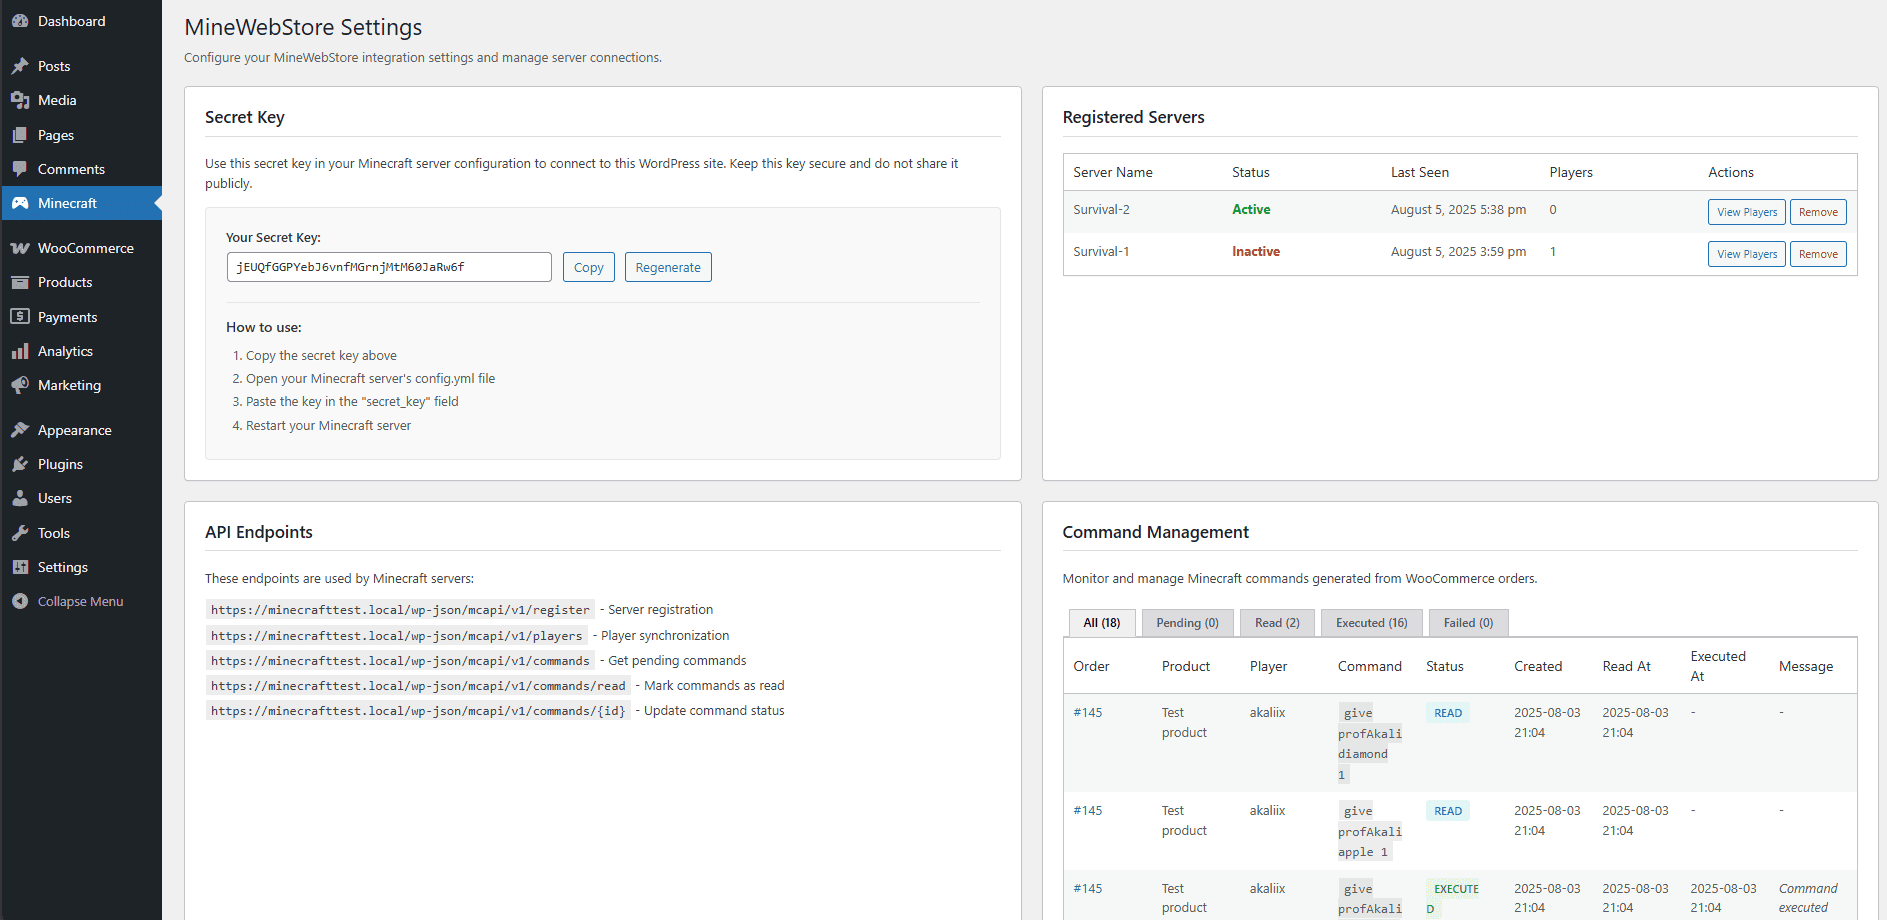 Dashboard
Posts
Media
Pages
Comments
Minecraft
WooCommerce
Products
Payments
Analytics
Marketing
Appearance
Plugins
Users
Tools
Settings
Collapse Menu
MineWebStore Settings
Configure your MineWebStore integration settings and manage server connections.
Secret Key
Use this secret key in your Minecraft server configuration to connect to this WordPress site. Keep this key secure and do not share it
publicly.
Your Secret Key:
jEUQfGGPYebJ6vnfMGrnjMtM60JaRw6f Copy Regenerate
How to use:
1. Copy the secret key above
2. Open your Minecraft server's config.yml file
3. Paste the key in the "secret_key" field
4. Restart your Minecraft server
Registered Servers
Server Name Status Last Seen Players Actions
Survival-2 Active August 5, 2025 5:38 pm 0 View Players Remove
Survival-1 Inactive August 5, 2025 3:59 pm 1 View Players Remove
API Endpoints
These endpoints are used by Minecraft servers:
https://minecrafttest.local/wp-json/mcapi/v1/register - Server registration
https://minecrafttest.local/wp-json/mcapi/v1/players - Player synchronization
https://minecrafttest.local/wp-json/mcapi/v1/commands - Get pending commands
https://minecrafttest.local/wp-json/mcapi/v1/commands/read - Mark commands as read
https://minecrafttest.local/wp-json/mcapi/v1/commands/{id} - Update command status
Command Management
Monitor and manage Minecraft commands generated from WooCommerce orders.
All (18) Pending (0) Read (2) Executed (16) Failed (0)
Order Product Player Command Status Created Read At Executed Message
At
#145 Test akaliix give READ 2025-08-03 2025-08-03 - -
product profAkali 21:04 21:04
diamond
1
#145 Test akaliix give READ 2025-08-03 2025-08-03 - -
product profAkali 21:04 21:04
apple 1
#145 Test akaliix give EXECUTE 2025-08-03 2025-08-03 2025-08-03 Command
product profAkali D 21:04 21:04 21:04 executed